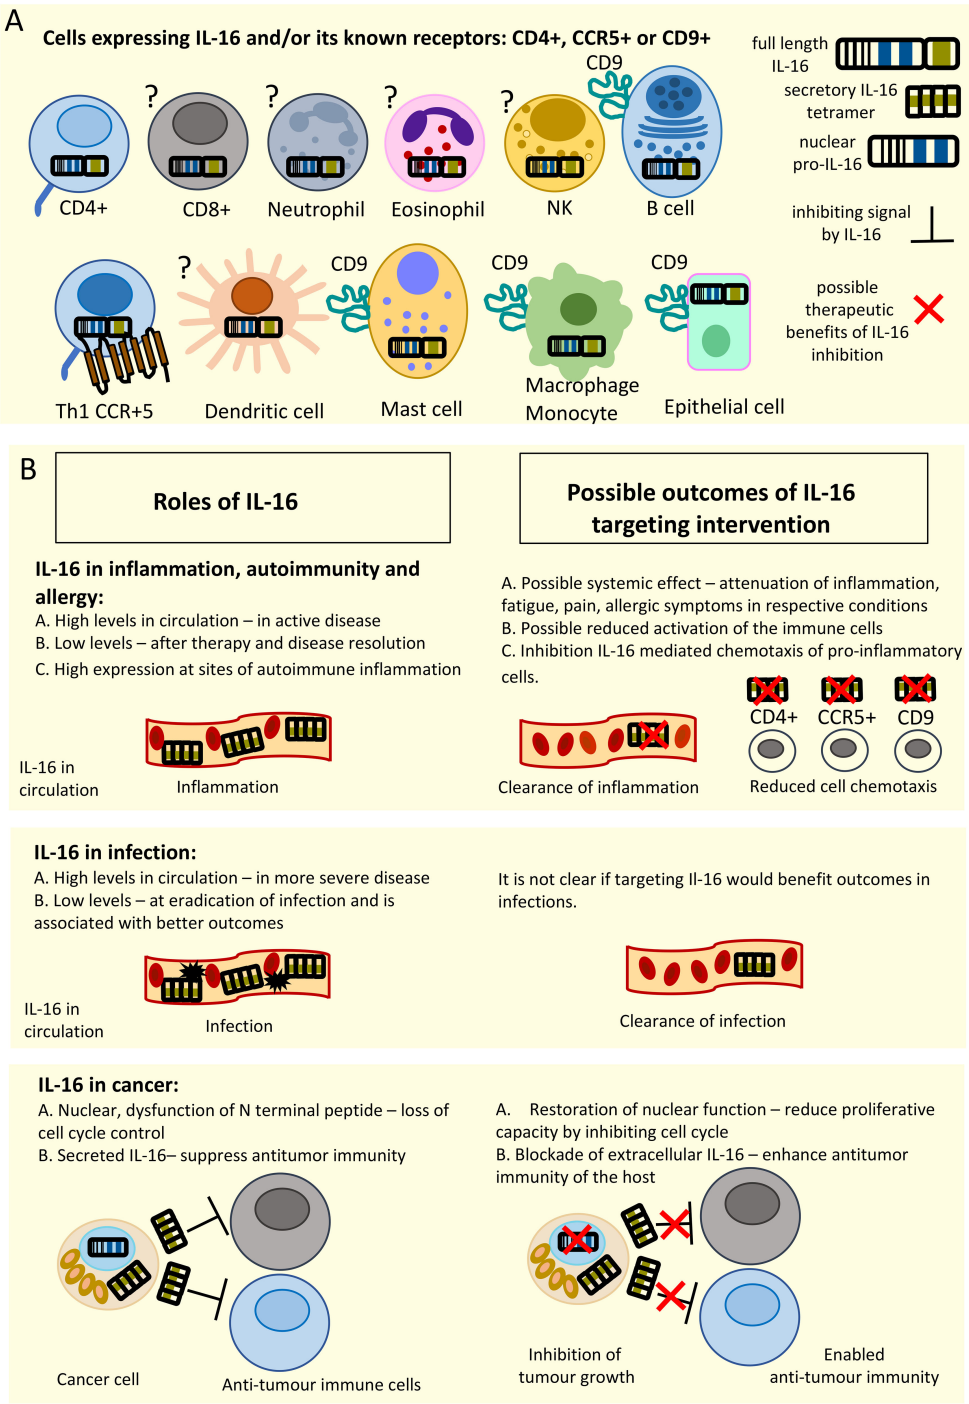 A
Cells expressing IL-16 and/or its known receptors: CD4+, CCR5+ or CD9+
CD9
? ? ? ?
CD4+
CD8+
Neutrophil
Eosinophil
NK
B cell
full length
IL-16
secretory IL-16
tetramer
nuclear
pro-IL-16
inhibiting signal
by IL-16
possible
therapeutic
benefits of IL-16
inhibition
?
CD9
CD9
CD9
Th1 CCR+5
Dendritic cell
Mast cell
Macrophage
Monocyte
Epithelial cell
B
Roles of IL-16
Possible outcomes of IL-16
targeting intervention
IL-16 in inflammation, autoimmunity and
allergy:
A. High levels in circulation – in active disease
B. Low levels – after therapy and disease resolution
C. High expression at sites of autoimmune inflammation
IL-16 in
circulation
Inflammation
A. Possible systemic effect – attenuation of inflammation,
fatigue, pain, allergic symptoms in respective conditions
B. Possible reduced activation of the immune cells
C. Inhibition IL-16 mediated chemotaxis of pro-inflammatory
cells.
CD4+
CCR5+
CD9
Clearance of inflammation
Reduced cell chemotaxis
IL-16 in infection:
A. High levels in circulation – in more severe disease
B. Low levels – at eradication of infection and is
associated with better outcomes
IL-16 in
circulation
Infection
It is not clear if targeting Il-16 would benefit outcomes in
infections.
Clearance of infection
IL-16 in cancer:
A. Nuclear, dysfunction of N terminal peptide – loss of
cell cycle control
B. Secreted IL-16– suppress antitumor immunity
Cancer cell
Anti-tumour immune cells
A. Restoration of nuclear function – reduce proliferative
capacity by inhibiting cell cycle
B. Blockade of extracellular IL-16 – enhance antitumor
immunity of the host
Inhibition of
tumour growth
Enabled
anti-tumour immunity